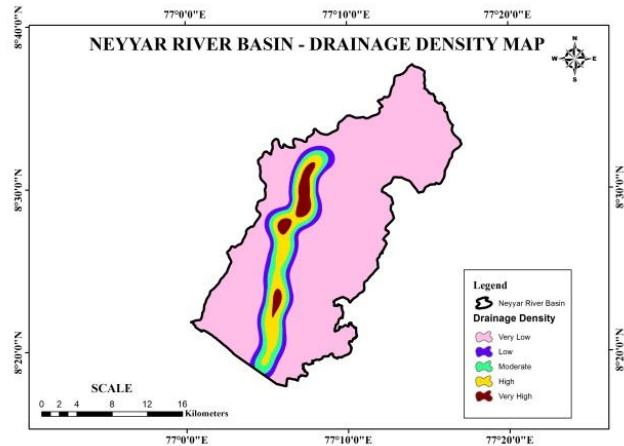 77°0'0"E 77°10'0"E 77°20'0"E
8°40'0"N
NEYYAR RIVER BASIN - DRAINAGE DENSITY MAP
N
W E
S
8°30'0"N 8°30'0"N
Legend
Neyyar River Basin
Drainage Density
Very Low
Low
Moderate
High
Very High
8°20'0"N 8°20'0"N
SCALE
0 2 4 8 12 16
Kilometers
77°0'0"E 77°10'0"E 77°20'0"E